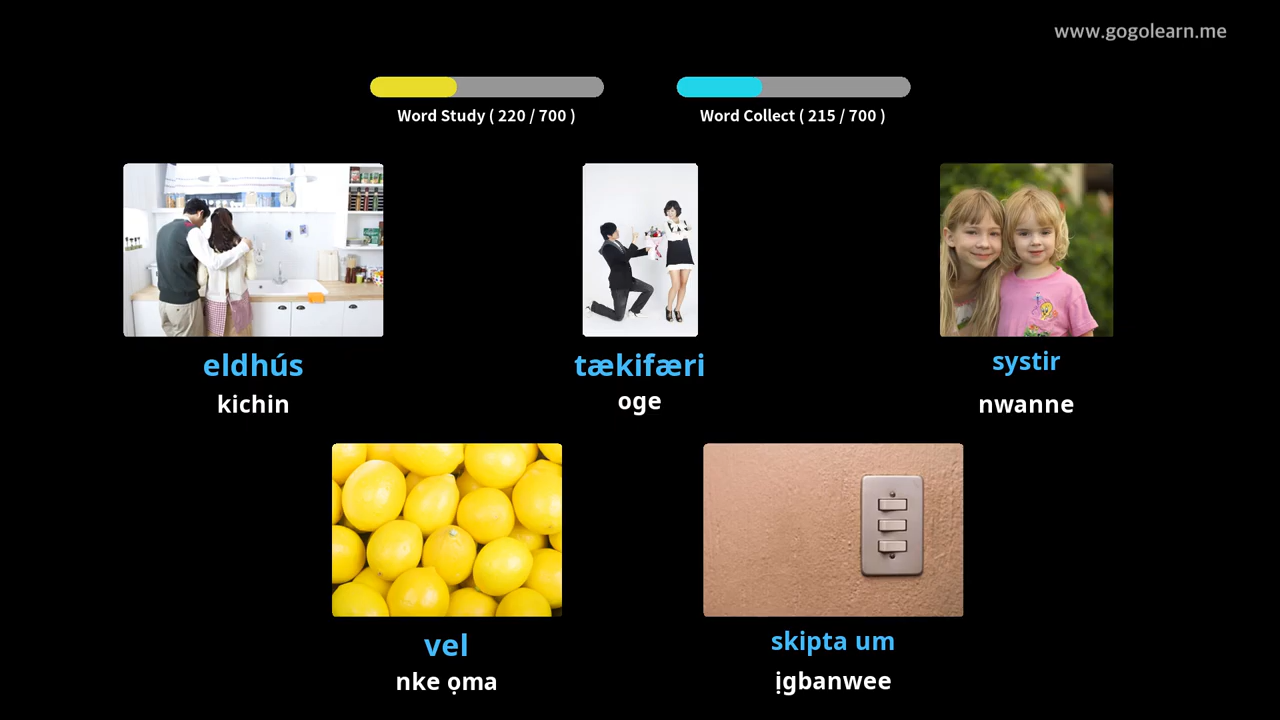 www.gogolearn.me
Word Study ( 220 / 700 )
Word Collect ( 215 / 700 )
eldhús
kichin
tækifæri
oge
systir
nwanne
vel
nke ọma
skipta um
ịgbanwee